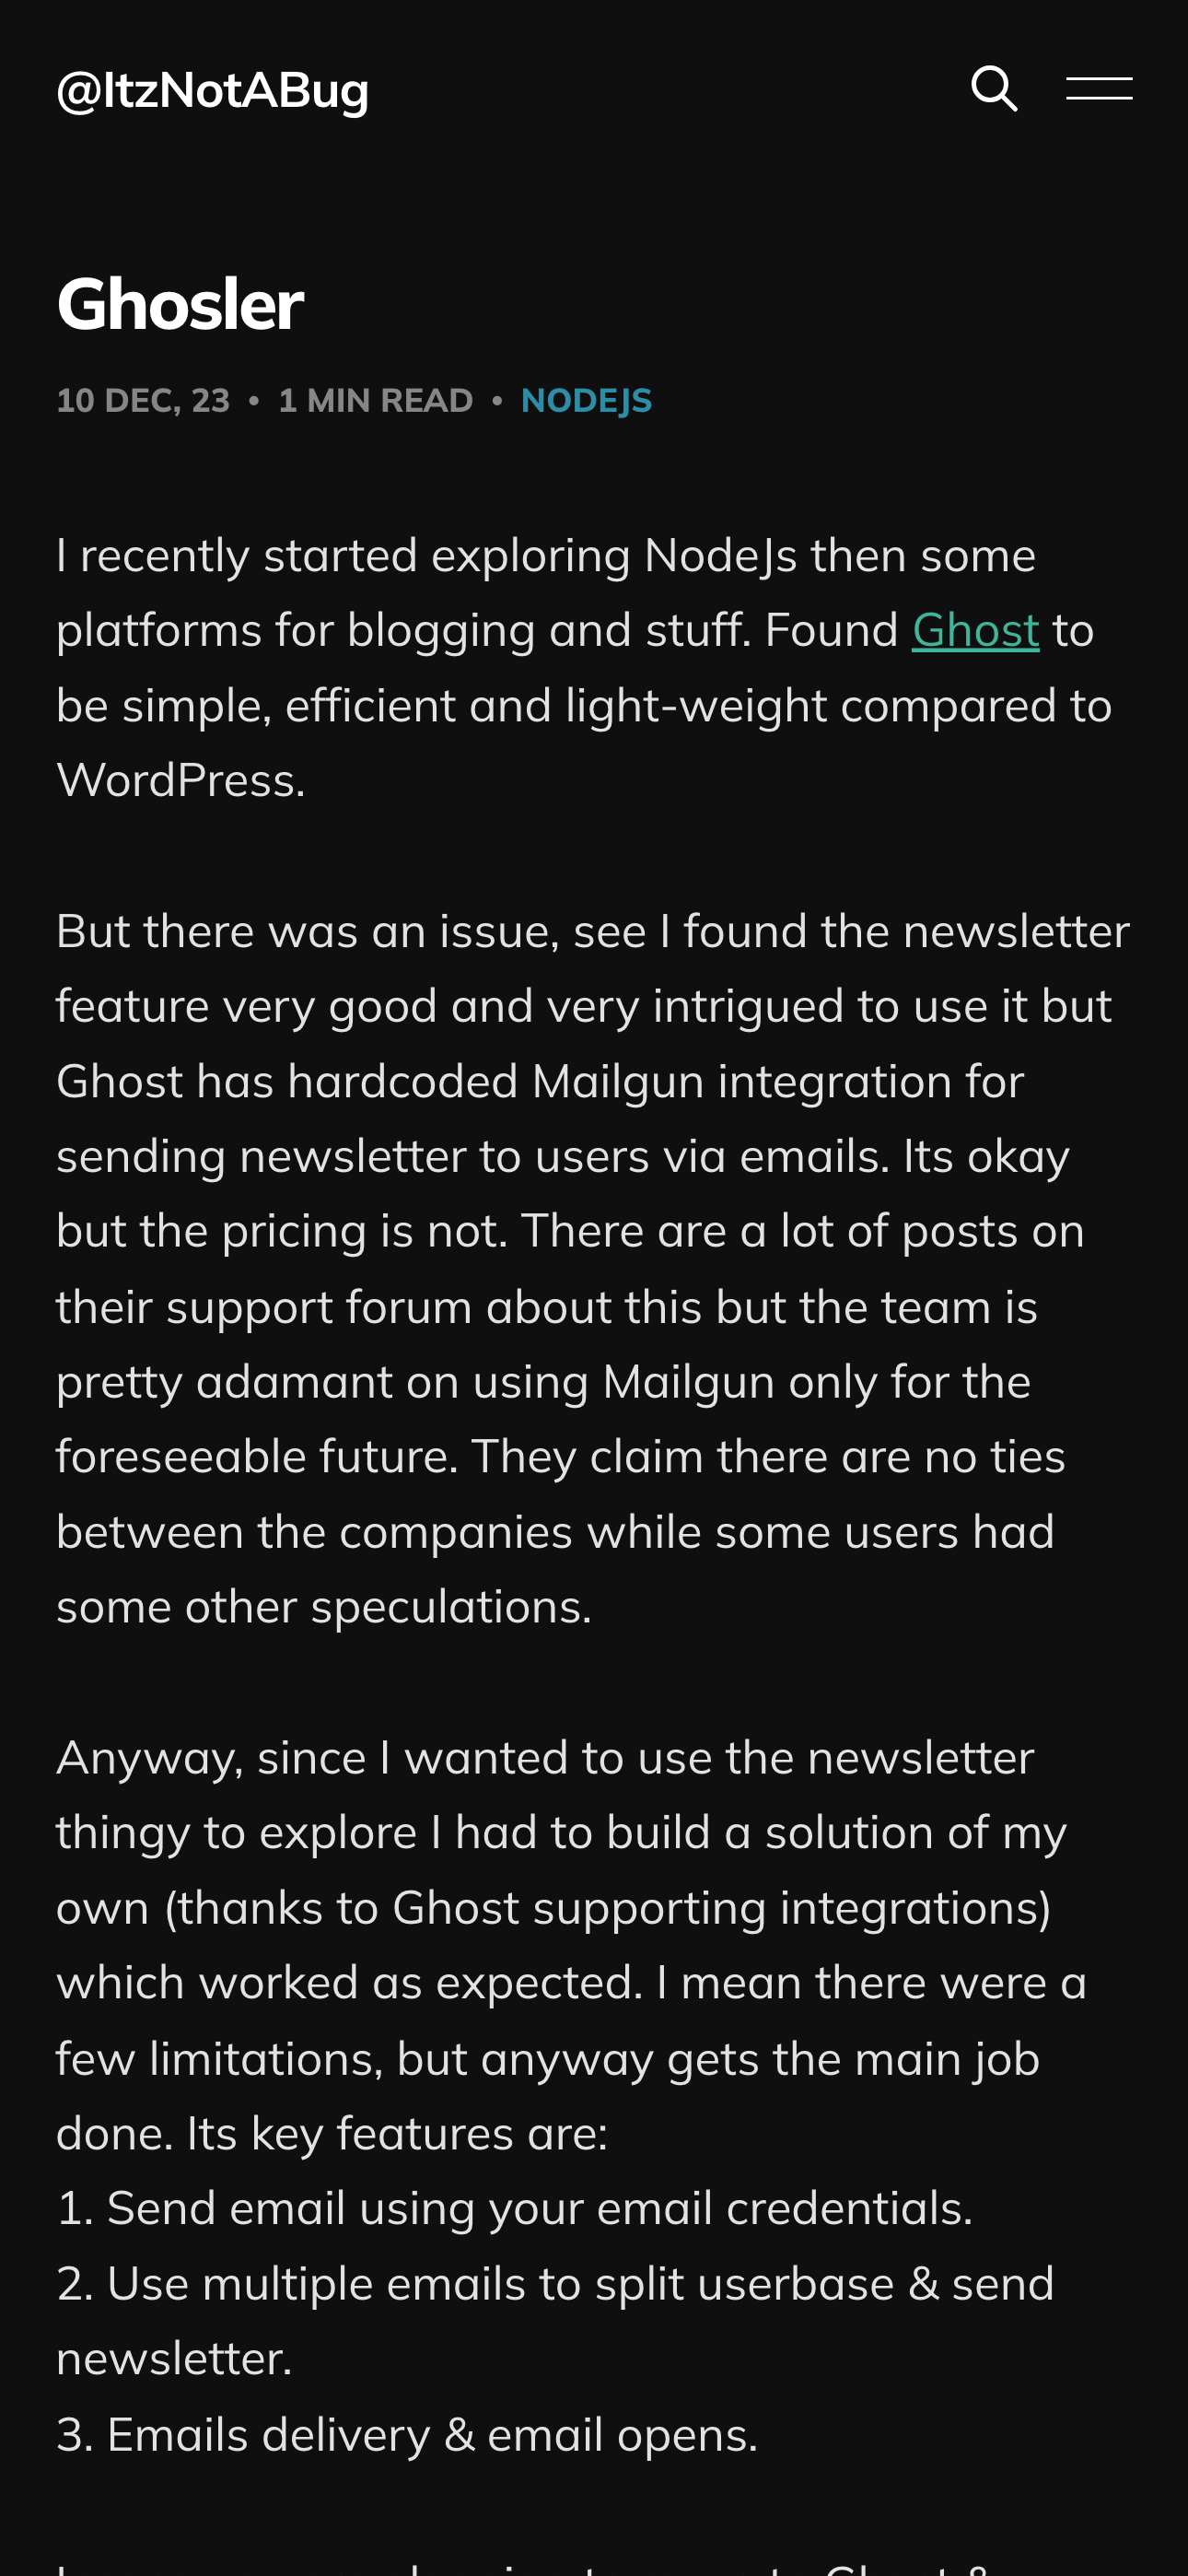 @ItzNotABug
Ghosler
10 DEC, 23 • 1 MIN READ • NODEJS
I recently started exploring NodeJs then some
platforms for blogging and stuff. Found Ghost to
be simple, efficient and light-weight compared to
WordPress.
But there was an issue, see I found the newsletter
feature very good and very intrigued to use it but
Ghost has hardcoded Mailgun integration for
sending newsletter to users via emails. Its okay
but the pricing is not. There are a lot of posts on
their support forum about this but the team is
pretty adamant on using Mailgun only for the
foreseeable future. They claim there are no ties
between the companies while some users had
some other speculations.
Anyway, since I wanted to use the newsletter
thingy to explore I had to build a solution of my
own (thanks to Ghost supporting integrations)
which worked as expected. I mean there were a
few limitations, but anyway gets the main job
done. Its key features are:
1. Send email using your email credentials.
2. Use multiple emails to split userbase & send
newsletter.
3. Emails delivery & email opens.